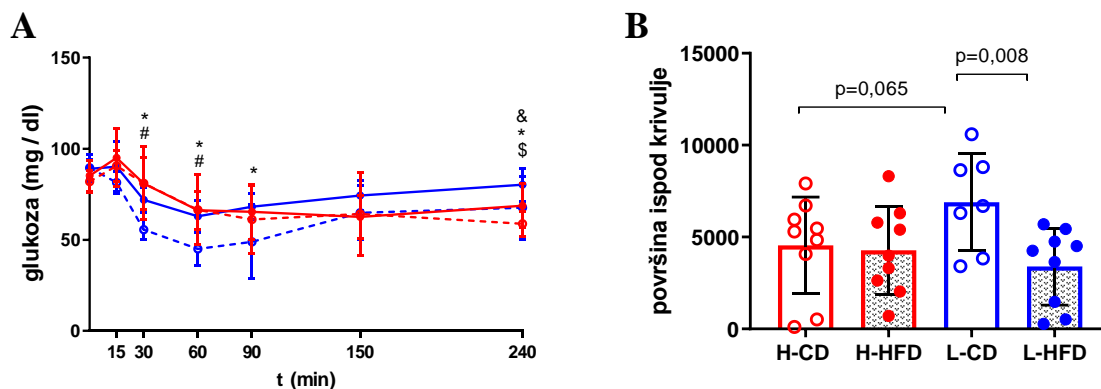 A
glukoza (mg / dl)
150
100
50
0
*
#
*
#
*
&
*
$
15
30
60
90
150
240
t (min)
B
površina ispod krivulje
15000
10000
5000
0
p=0,065
p=0,008
H-CD
H-HFD
L-CD
L-HFD